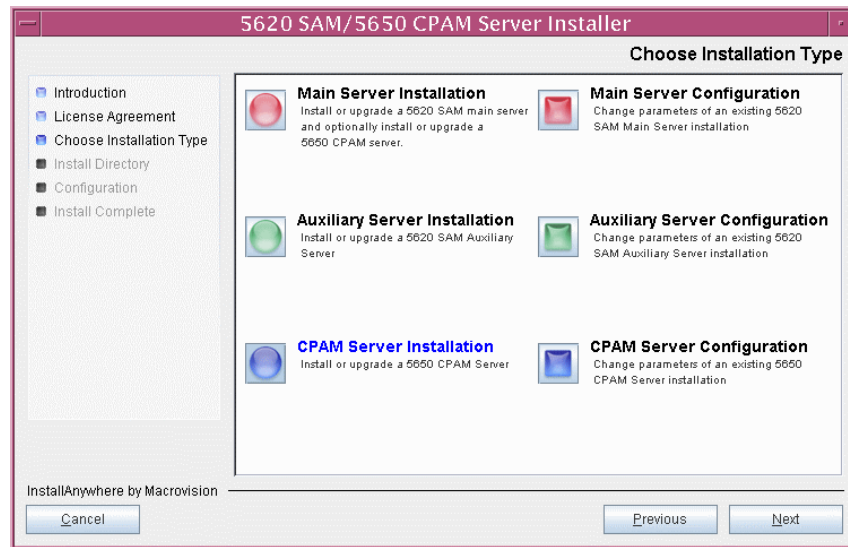 5620 SAM/5650 CPAM Server Installer
Choose Installation Type
Introduction
License Agreement
Choose Installation Type
Install Directory
Configuration
Install Complete
Main Server Installation
Install or upgrade a 5620 SAM main server
and optionally install or upgrade a
5650 CPAM server.
Main Server Configuration
Change parameters of an existing 5620
SAM Main Server installation
Auxiliary Server Installation
Install or upgrade a 5620 SAM Auxiliary
Server
Auxiliary Server Configuration
Change parameters of an existing 5620
SAM Auxiliary Server installation
CPAM Server Installation
Install or upgrade a 5650 CPAM Server
CPAM Server Configuration
Change parameters of an existing 5650
CPAM Server installation
InstallAnywhere by Macrovision
Cancel
Previous
Next